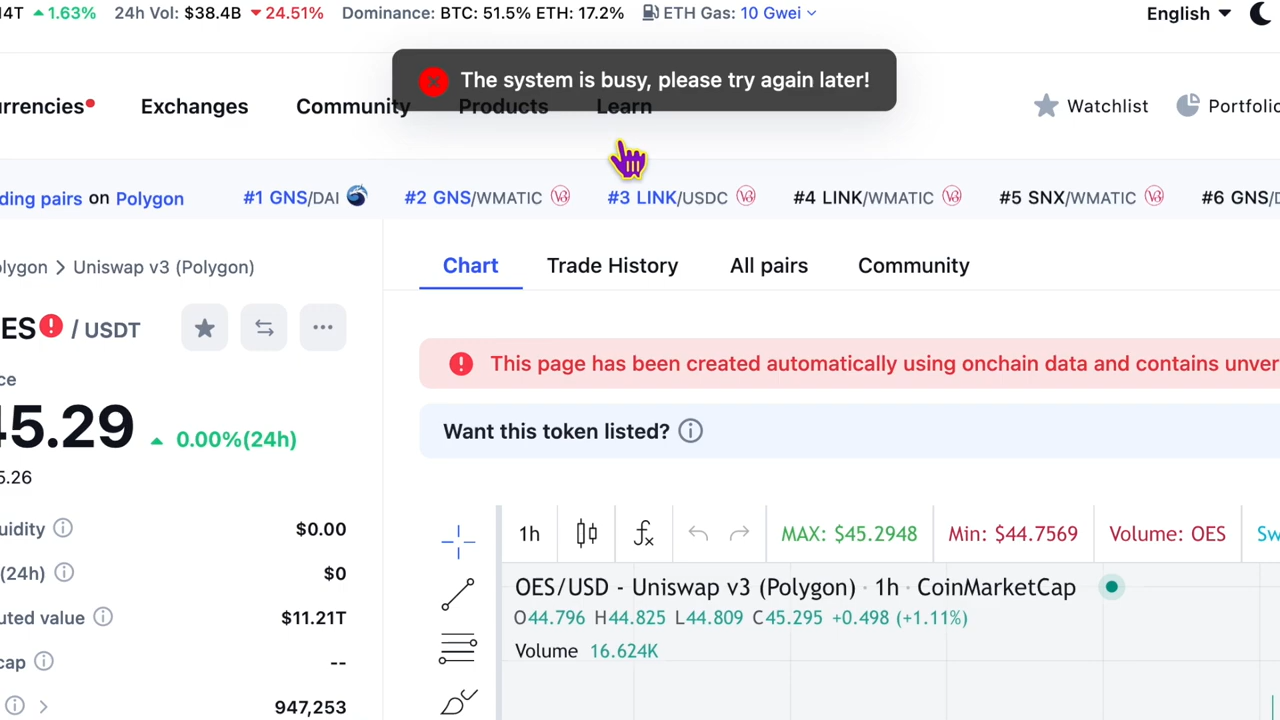 14T 1.63% 24h Vol: $38.4B 24.51% Dominance: BTC: 51.5% ETH: 17.2% ETH Gas: 10 Gwei English
The system is busy, please try again later!
urrencies Exchanges Community Products Learn Watchlist Portfolio
ding pairs on Polygon #1 GNS/DAI #2 GNS/WMATIC #3 LINK/USDC #4 LINK/WMATIC #5 SNX/WMATIC #6 GNS/D
olygon > Uniswap v3 (Polygon)
Chart Trade History All pairs Community
ES / USDT
This page has been created automatically using onchain data and contains unver
ce
45.29 0.00%(24h)
Want this token listed?
5.26
uidity $0.00
(24h) $0
uted value $11.21T
cap --
947,253
1h MAX: $45.2948 Min: $44.7569 Volume: OES Sw
OES/USD - Uniswap v3 (Polygon) · 1h · CoinMarketCap
O44.796 H44.825 L44.809 C45.295 +0.498 (+1.11%)
Volume 16.624K